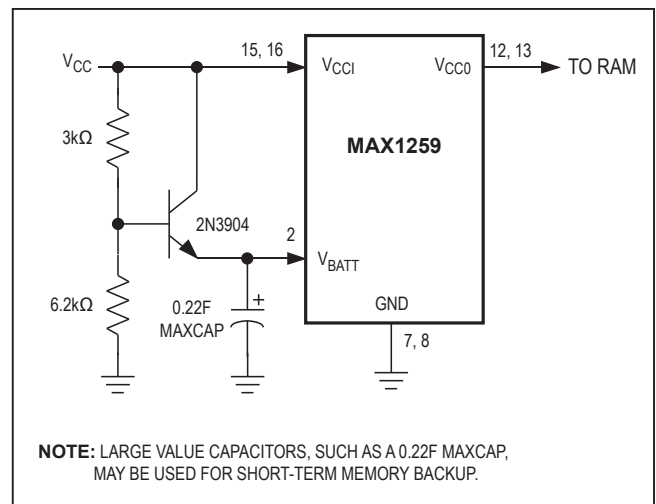 15, 16
12, 13
VCC
VCCI
VCC0
TO RAM
MAX1259
3kΩ
2N3904
2
VBATT
6.2kΩ
0.22F
MAXCAP
+
GND
7, 8
NOTE: LARGE VALUE CAPACITORS, SUCH AS A 0.22F MAXCAP,
MAY BE USED FOR SHORT-TERM MEMORY BACKUP.